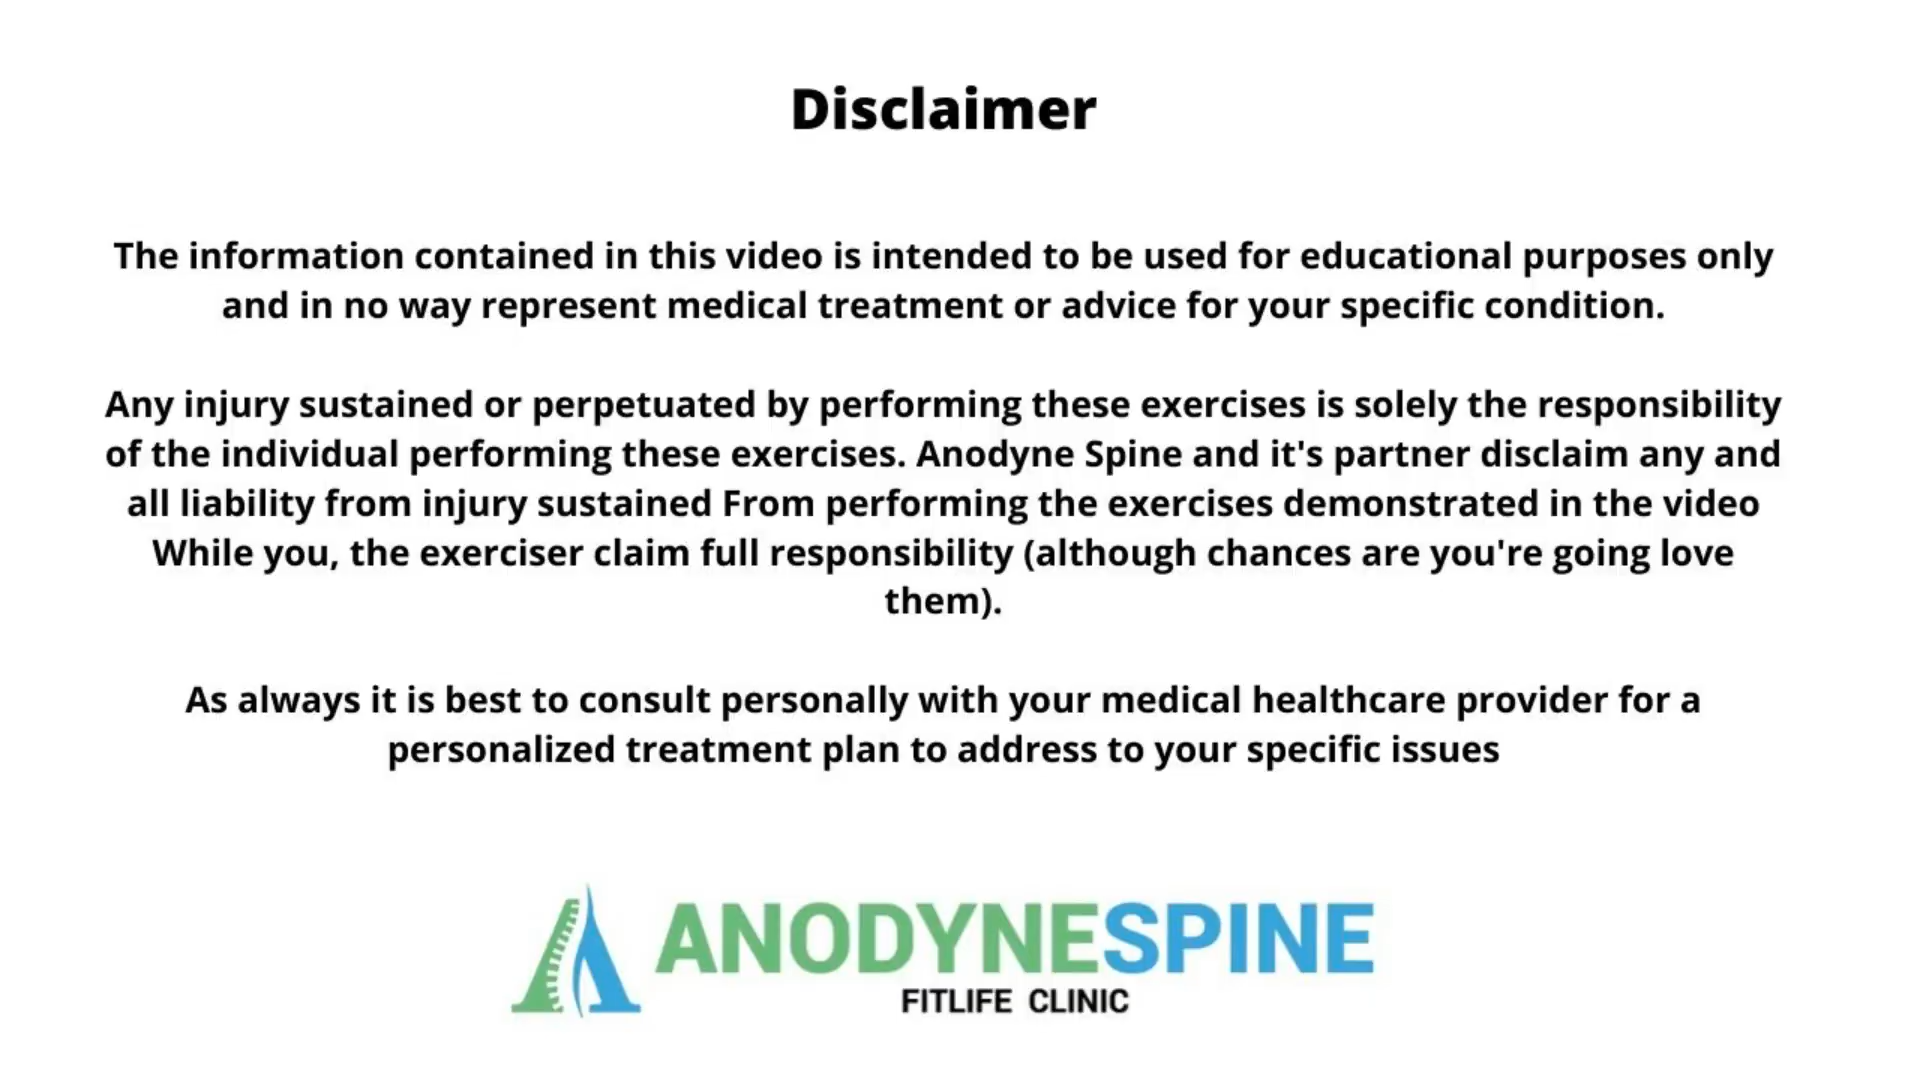 Disclaimer
The information contained in this video is intended to be used for educational purposes only
and in no way represent medical treatment or advice for your specific condition.
Any injury sustained or perpetuated by performing these exercises is solely the responsibility
of the individual performing these exercises. Anodyne Spine and it's partner disclaim any and
all liability from injury sustained From performing the exercises demonstrated in the video
While you, the exerciser claim full responsibility (although chances are you're going love
them).
As always it is best to consult personally with your medical healthcare provider for a
personalized treatment plan to address to your specific issues
ANODYNESPINE
FITLIFE CLINIC